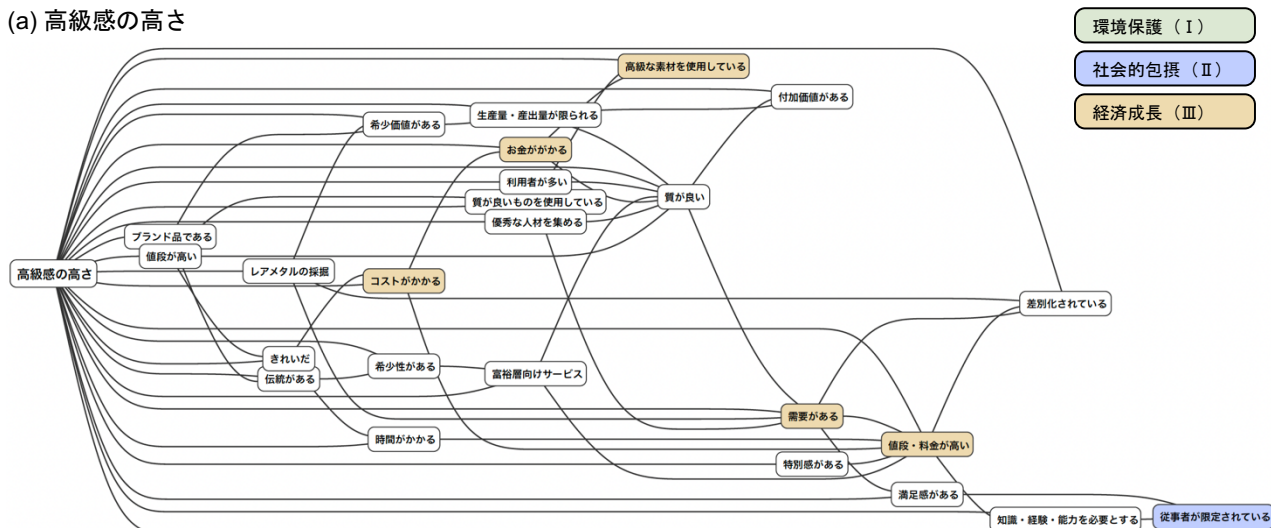 (a) 高級感の高さ
環境保護（Ⅰ）
社会的包摂（Ⅱ）
経済成長（Ⅲ）
高級な素材を使用している
付加価値がある
生産量・産出量が限られる
希少価値がある
お金ががかる
利用者が多い
質が良い
質が良いものを使用している
優秀な人材を集める
ブランド品である
値段が高い
高級感の高さ
レアメタルの採掘
コストがかかる
差別化されている
きれいだ
希少性がある
伝統がある
富裕層向けサービス
需要がある
時間がかかる
値段・料金が高い
特別感がある
満足感がある
知識・経験・能力を必要とする
従事者が限定されている